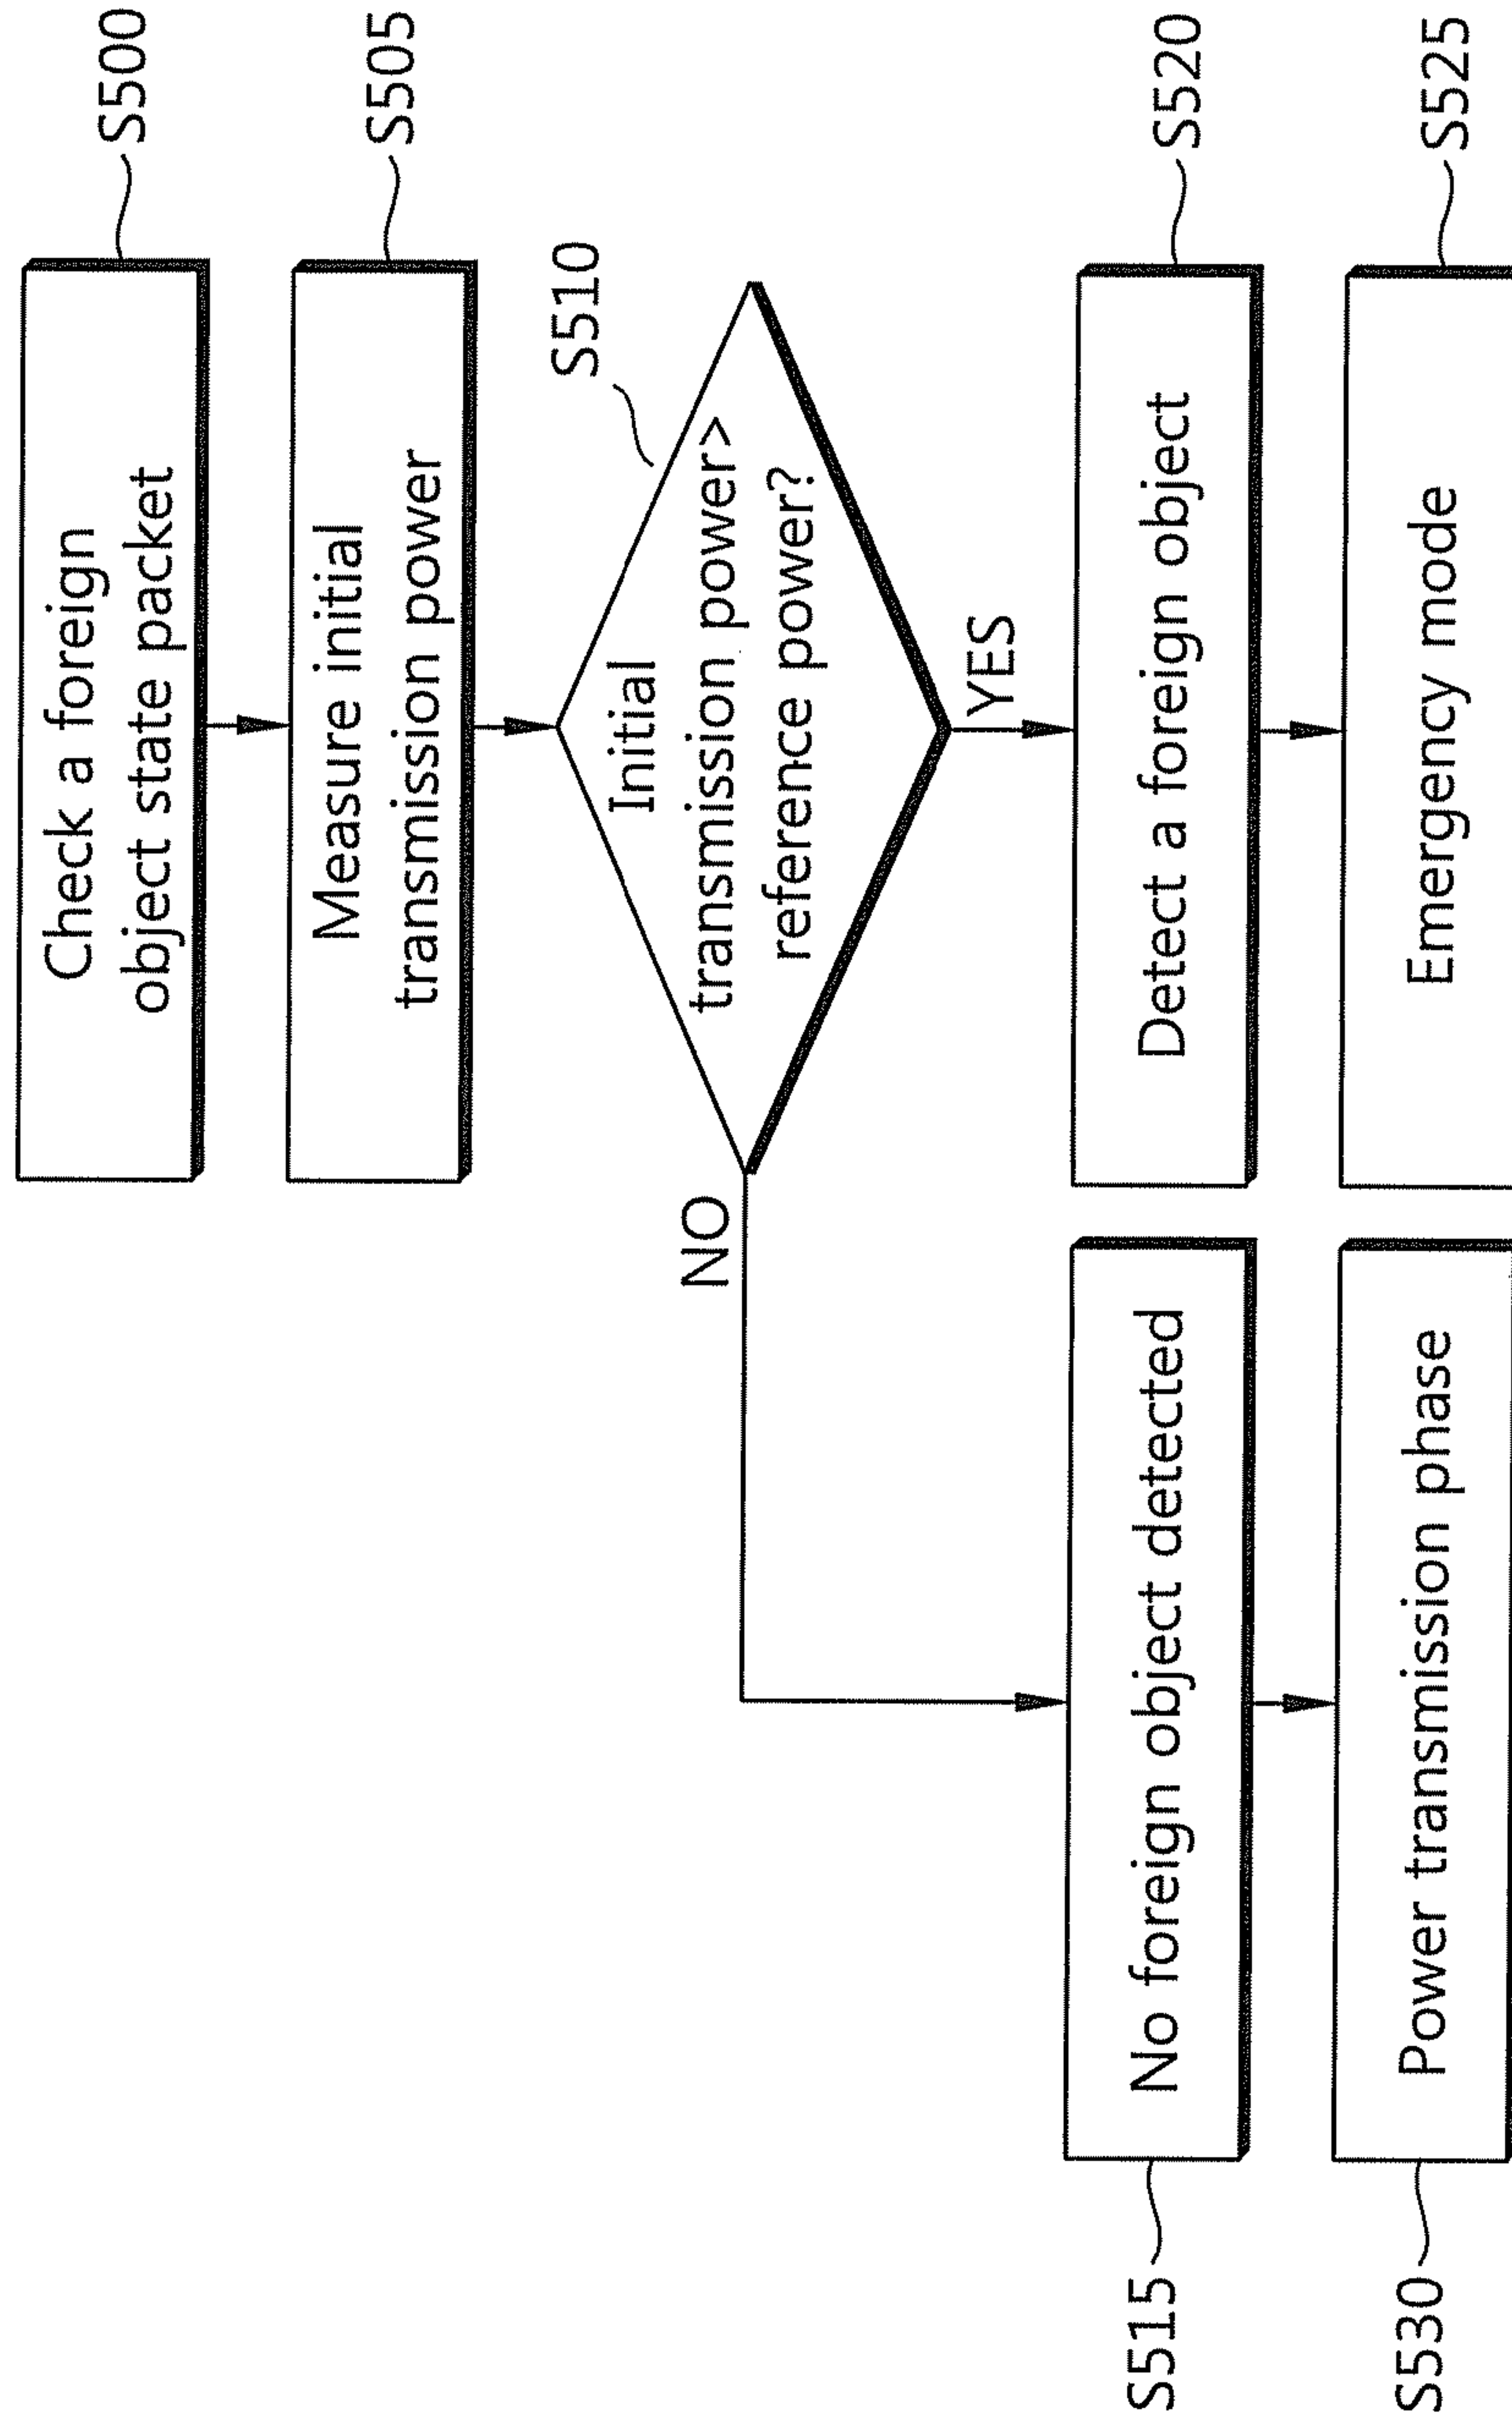 Check a foreign
object state packet
S500
Measure initial
transmission power
S505
S510
Initial
transmission power>
reference power?
NO
YES
S515
No foreign object detected
Detect a foreign object
S520
S530
Power transmission phase
Emergency mode
S525